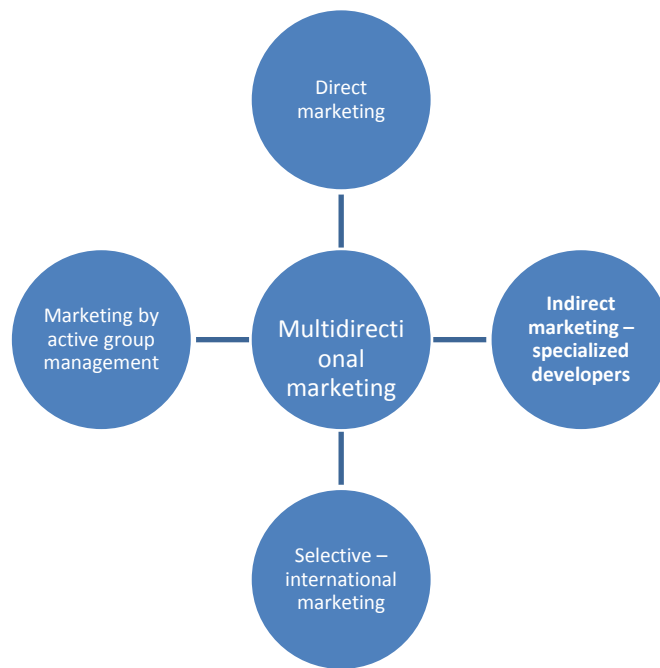 Direct
marketing
Marketing by
active group
management
Multidirecti
onal
marketing
Indirect
marketing –
specialized
developers
Selective –
international
marketing